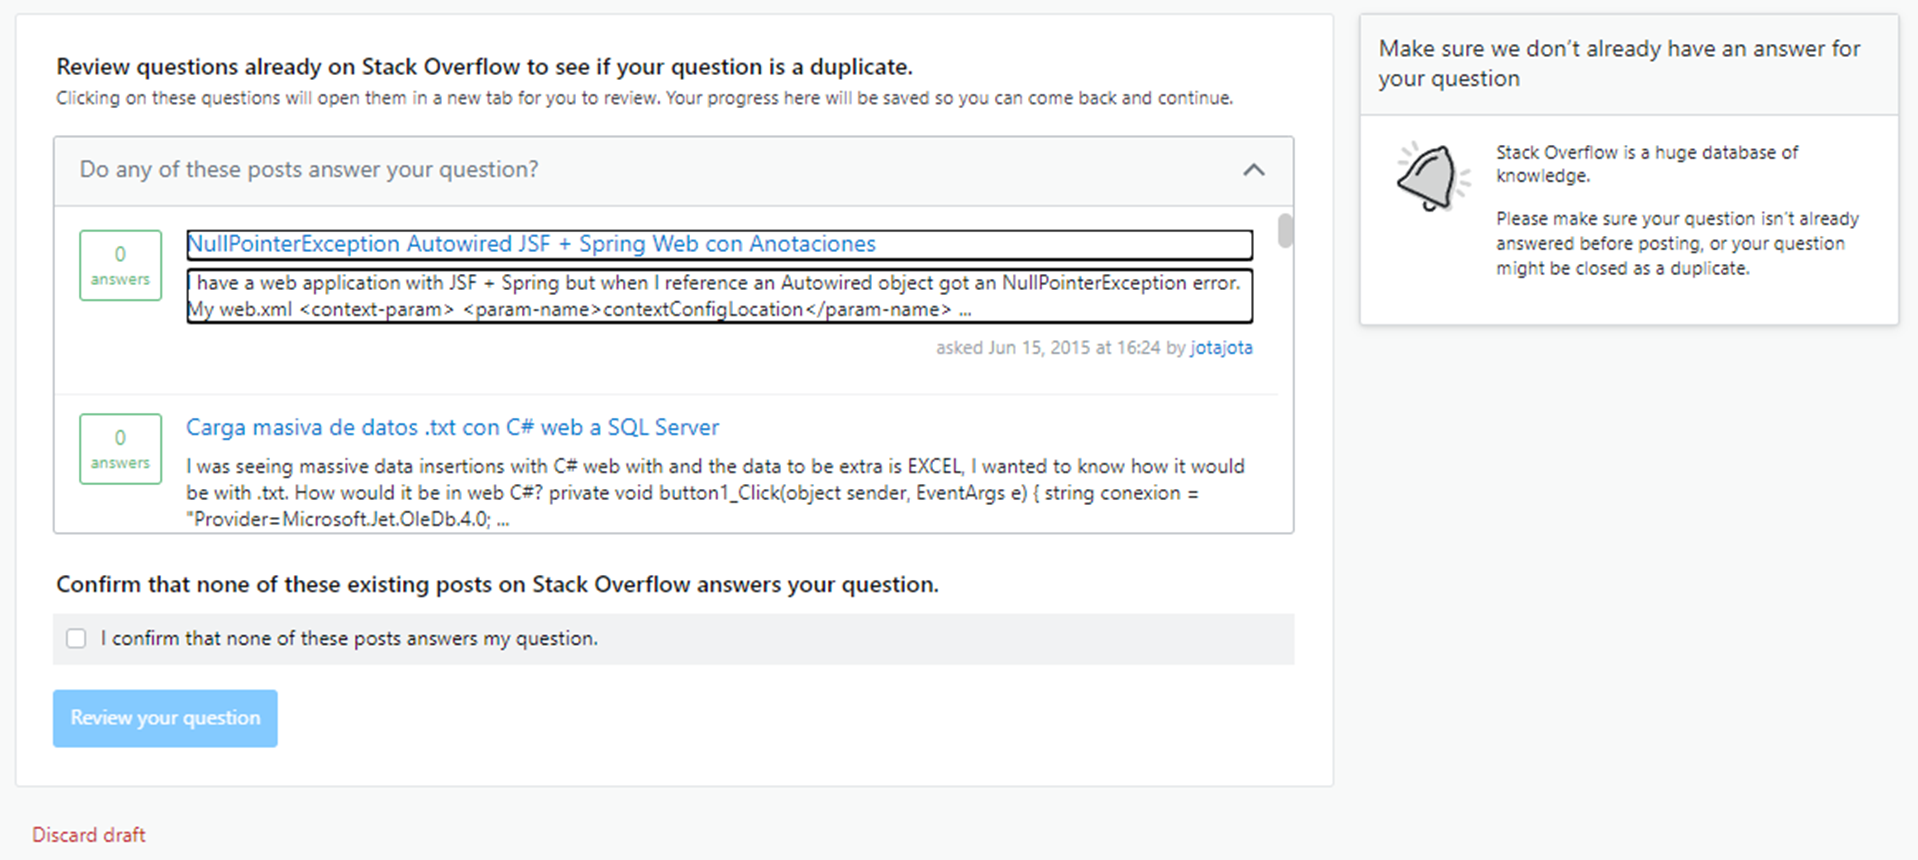 Review questions already on Stack Overflow to see if your question is a duplicate.
Clicking on these questions will open them in a new tab for you to review. Your progress here will be saved so you can come back and continue.
Do any of these posts answer your question?
0
answers
NullPointerException Autowired JSF + Spring Web con Anotaciones
I have a web application with JSF + Spring but when I reference an Autowired object got an NullPointerException error.
My web.xml <context-param> <param-name>contextConfigLocation</param-name> ...
asked Jun 15, 2015 at 16:24 by jotajota
0
answers
Carga masiva de datos .txt con C# web a SQL Server
I was seeing massive data insertions with C# web with and the data to be extra is EXCEL, I wanted to know how it would
be with .txt. How would it be in web C#? private void button1_Click(object sender, EventArgs e) { string conexion =
"Provider=Microsoft.Jet.OleDb.4.0; ...
Confirm that none of these existing posts on Stack Overflow answers your question.
I confirm that none of these posts answers my question.
Review your question
Discard draft
Make sure we don't already have an answer for
your question
Stack Overflow is a huge database of
knowledge.
Please make sure your question isn't already
answered before posting, or your question
might be closed as a duplicate.